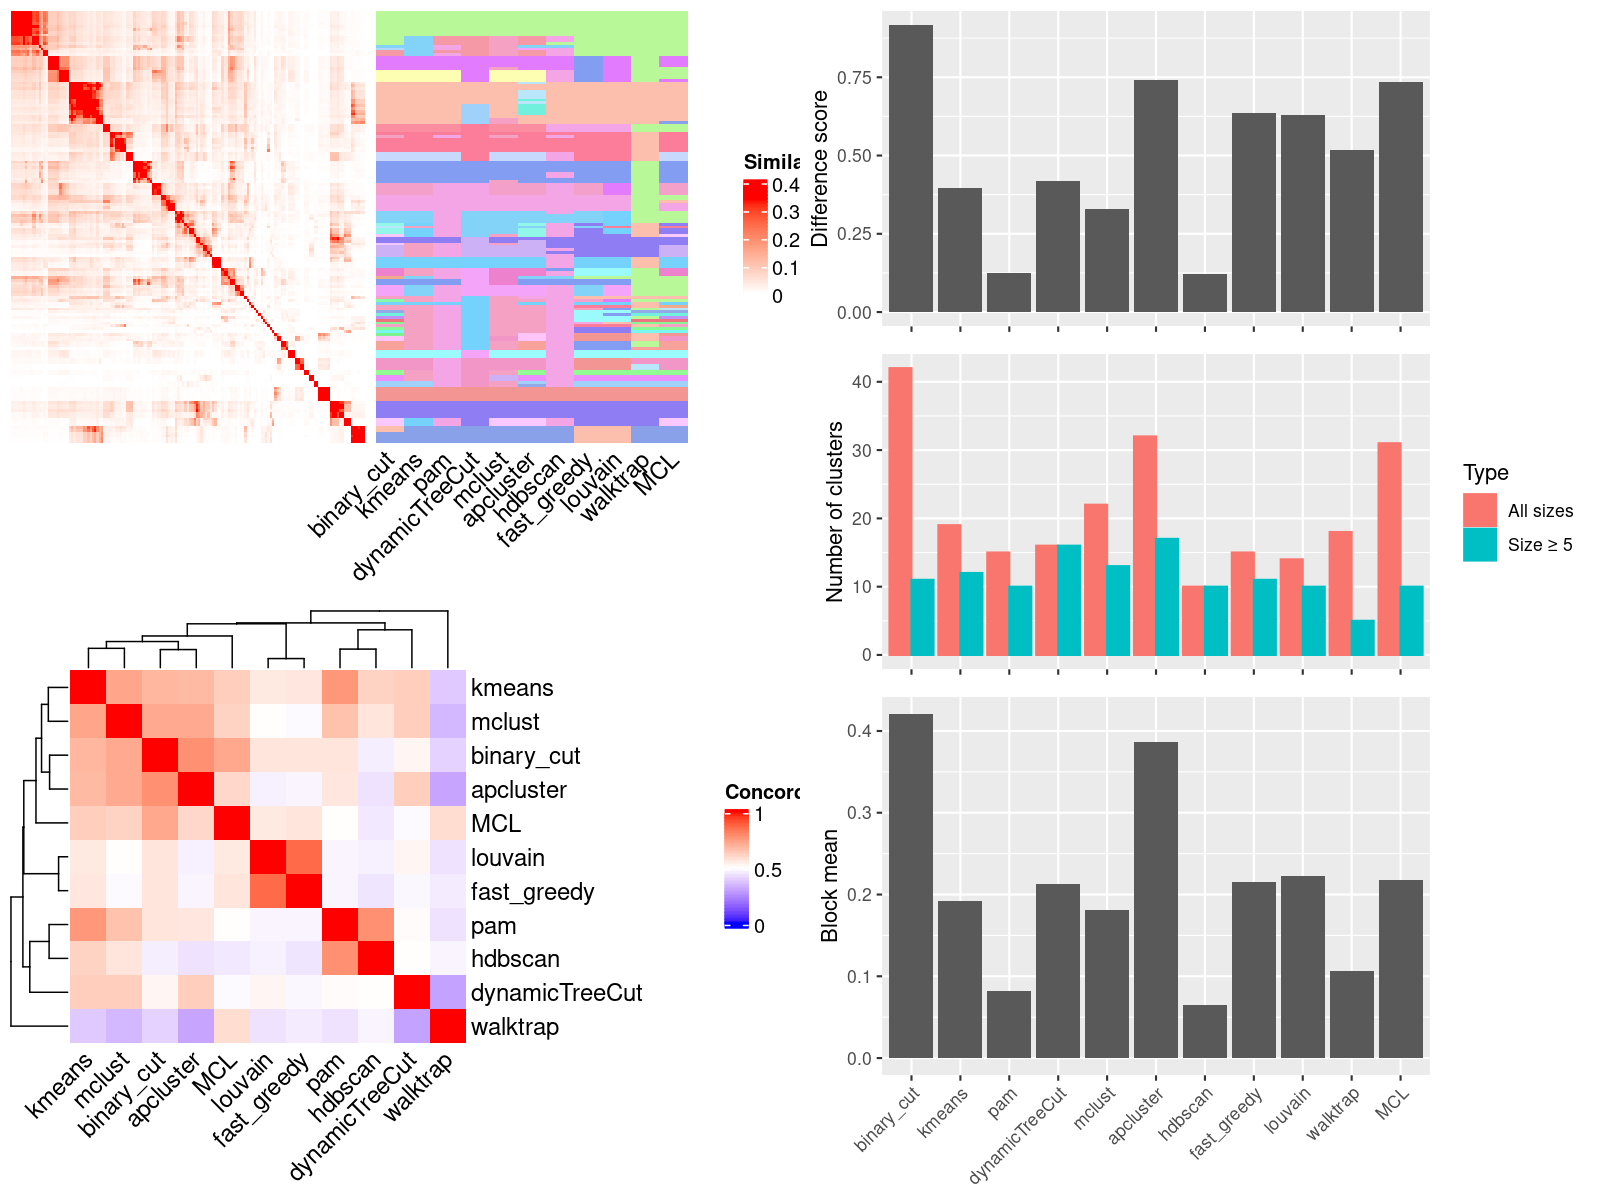 Simila
0.4
0.3
0.2
0.1
0
binary_cut
kmeans
pam
dynamicTreeCut
mclust
apcluster
hdbscan
fast_greedy
louvain
walktrap
MCL
kmeans
mclust
binary_cut
apcluster
MCL
louvain
fast_greedy
pam
hdbscan
dynamicTreeCut
walktrap
kmeans
mclust
binary_cut
apcluster
MCL
louvain
fast_greedy
pam
hdbscan
dynamicTreeCut
walktrap
Concord
1
0.5
0
Difference score
0.75
0.50
0.25
0.00
Number of clusters
40
30
20
10
0
Type
All sizes
Size ≥ 5
Block mean
0.4
0.3
0.2
0.1
0.0
binary_cut
kmeans
pam
dynamicTreeCut
mclust
apcluster
hdbscan
fast_greedy
louvain
walktrap
MCL